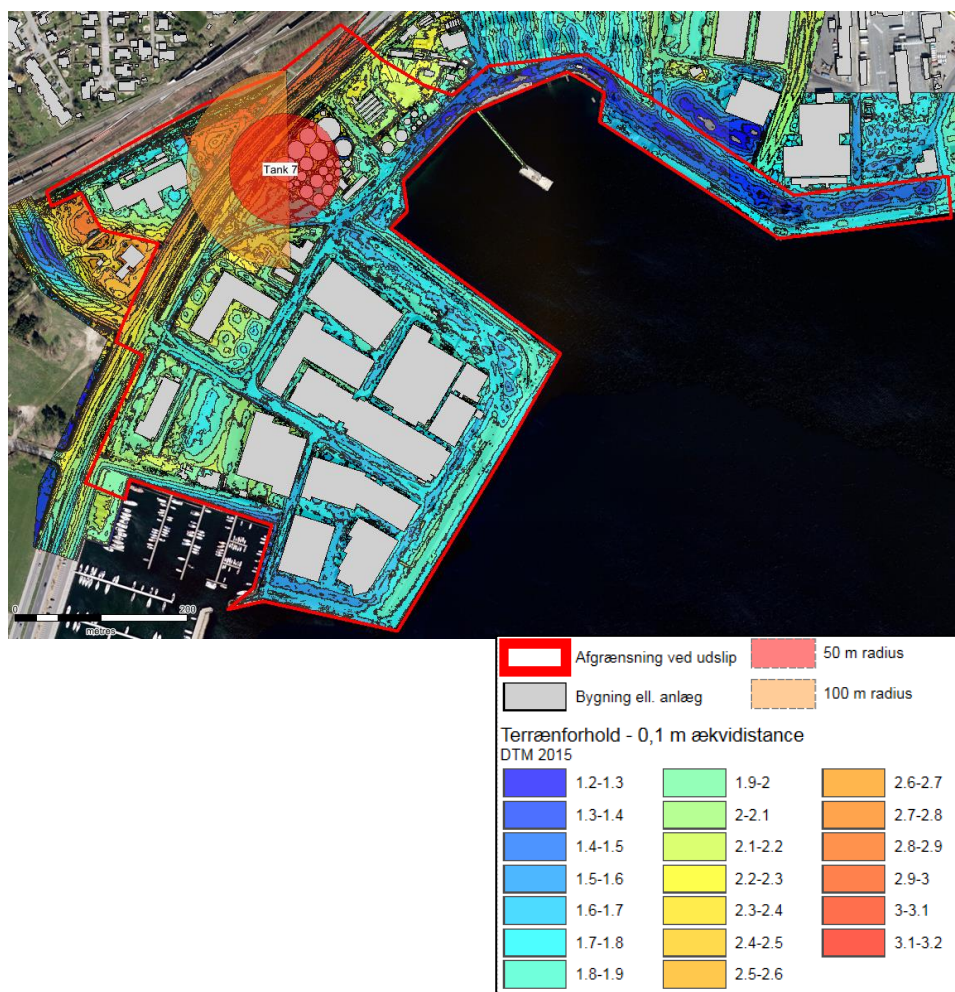 Tank 7
0 200
metres
Afgrænsning ved udslip
50 m radius
Bygning ell. anlæg
100 m radius
Terrænforhold - 0,1 m ækvidistance
DTM 2015
1.2-1.3
1.9-2
2.6-2.7
1.3-1.4
2-2.1
2.7-2.8
1.4-1.5
2.1-2.2
2.8-2.9
1.5-1.6
2.2-2.3
2.9-3
1.6-1.7
2.3-2.4
3-3.1
1.7-1.8
2.4-2.5
3.1-3.2
1.8-1.9
2.5-2.6